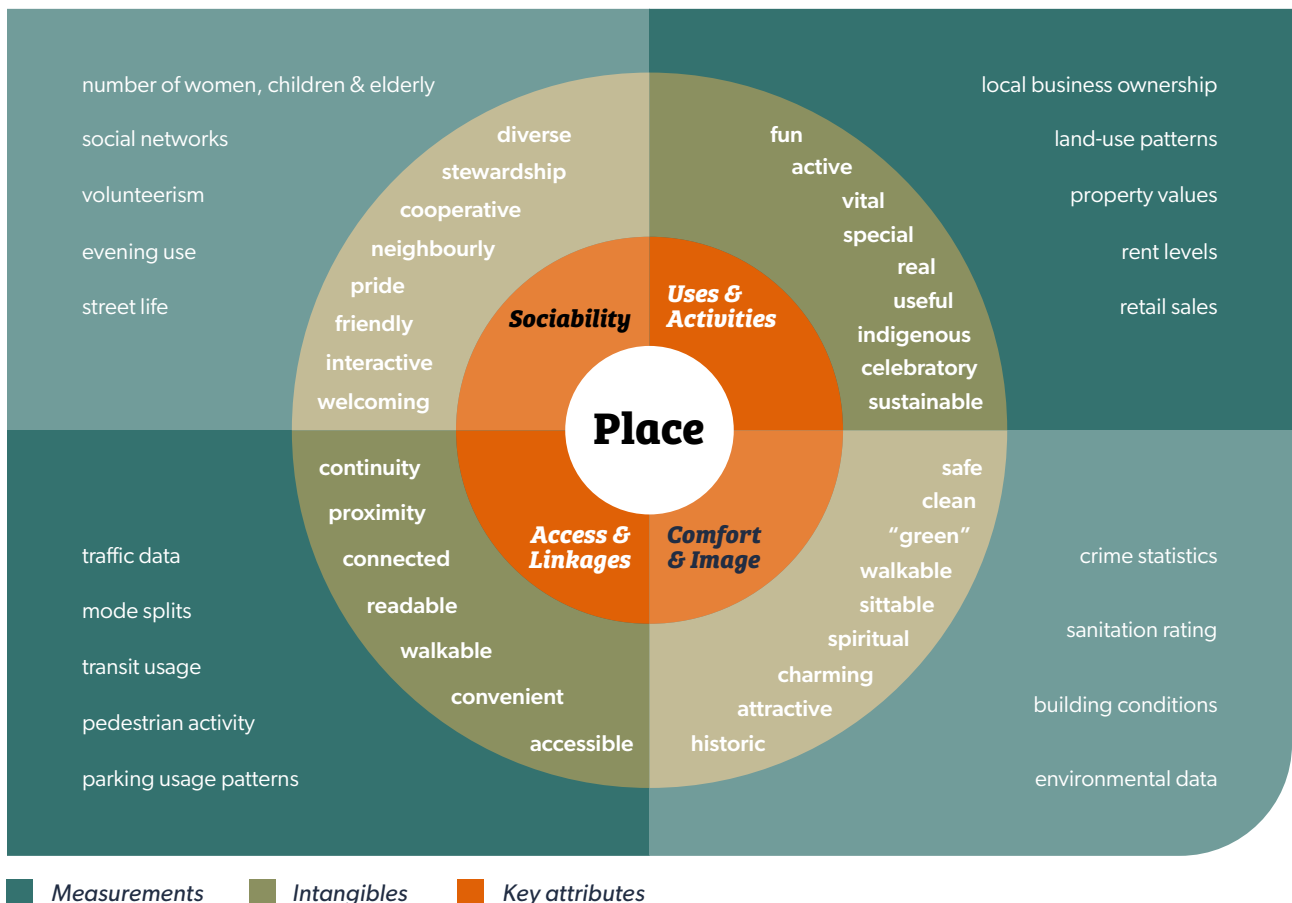 number of women, children & elderly
social networks
volunteerism
evening use
street life
diverse
stewardship
cooperative
neighbourly
pride
friendly
interactive
welcoming
Sociability
Uses &
Activities
fun
active
vital
special
real
useful
indigenous
celebratory
sustainable
local business ownership
land-use patterns
property values
rent levels
retail sales
Place
traffic data
mode splits
transit usage
pedestrian activity
parking usage patterns
continuity
proximity
connected
readable
walkable
convenient
accessible
Access &
Linkages
Comfort
& Image
safe
clean
“green”
walkable
sittable
spiritual
charming
attractive
historic
crime statistics
sanitation rating
building conditions
environmental data
Measurements
Intangibles
Key attributes